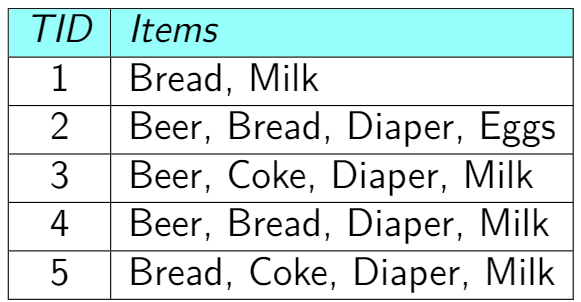 TID Items
1 Bread, Milk
2 Beer, Bread, Diaper, Eggs
3 Beer, Coke, Diaper, Milk
4 Beer, Bread, Diaper, Milk
5 Bread, Coke, Diaper, Milk